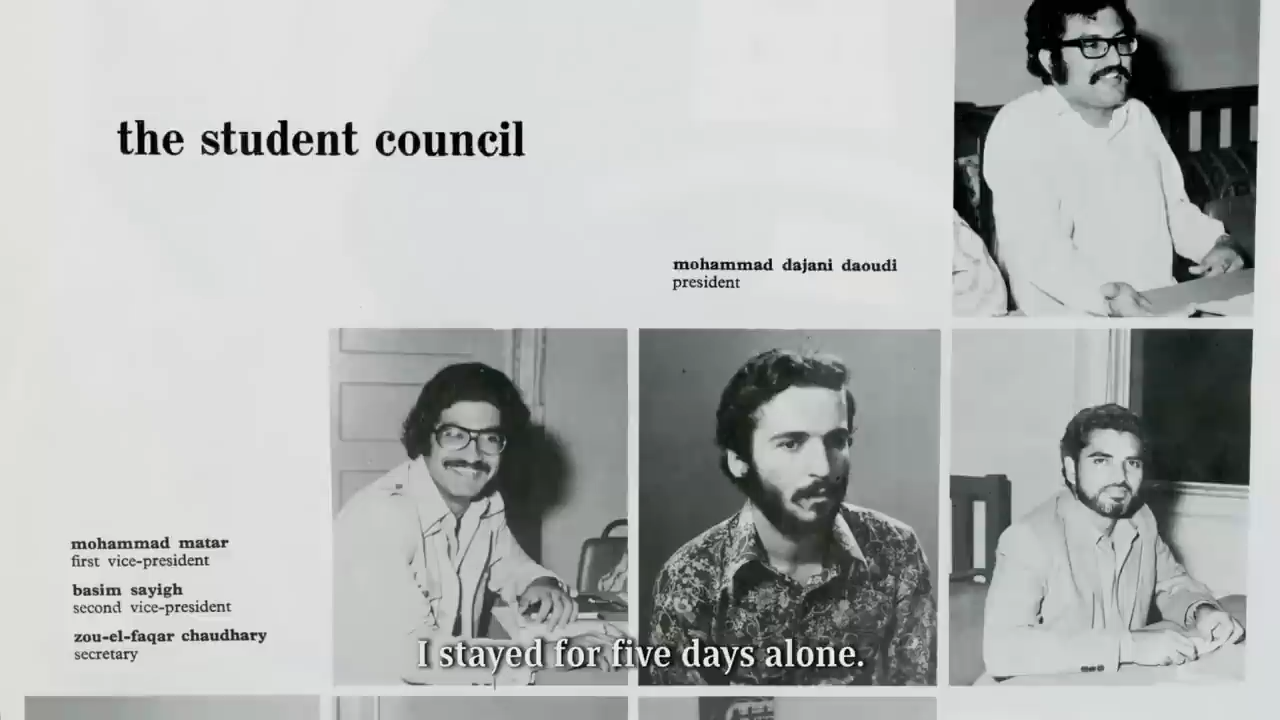 the student council
mohammad dajani daoudi
president
mohammad matar
first vice-president
basim sayigh
second vice-president
zou-el-faqar chaudhary
secretary
I stayed for five days alone.